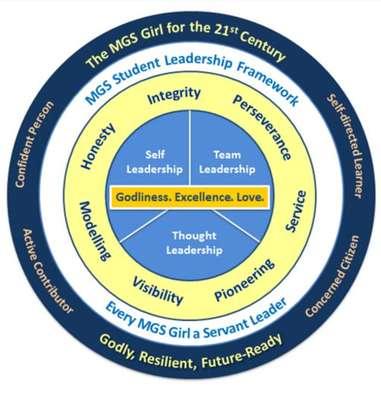 The MGS Girl for the 21st Century
MGS Student Leadership Framework
Integrity
Perseverance
Honesty
Self-directed Learner
Confident Person
Self
Leadership
Team
Leadership
Godliness. Excellence. Love.
Modelling
Service
Thought
Leadership
Active Contributor
Concerned Citizen
Visibility
Pioneering
Every MGS Girl a Servant Leader
Godly, Resilient, Future-Ready